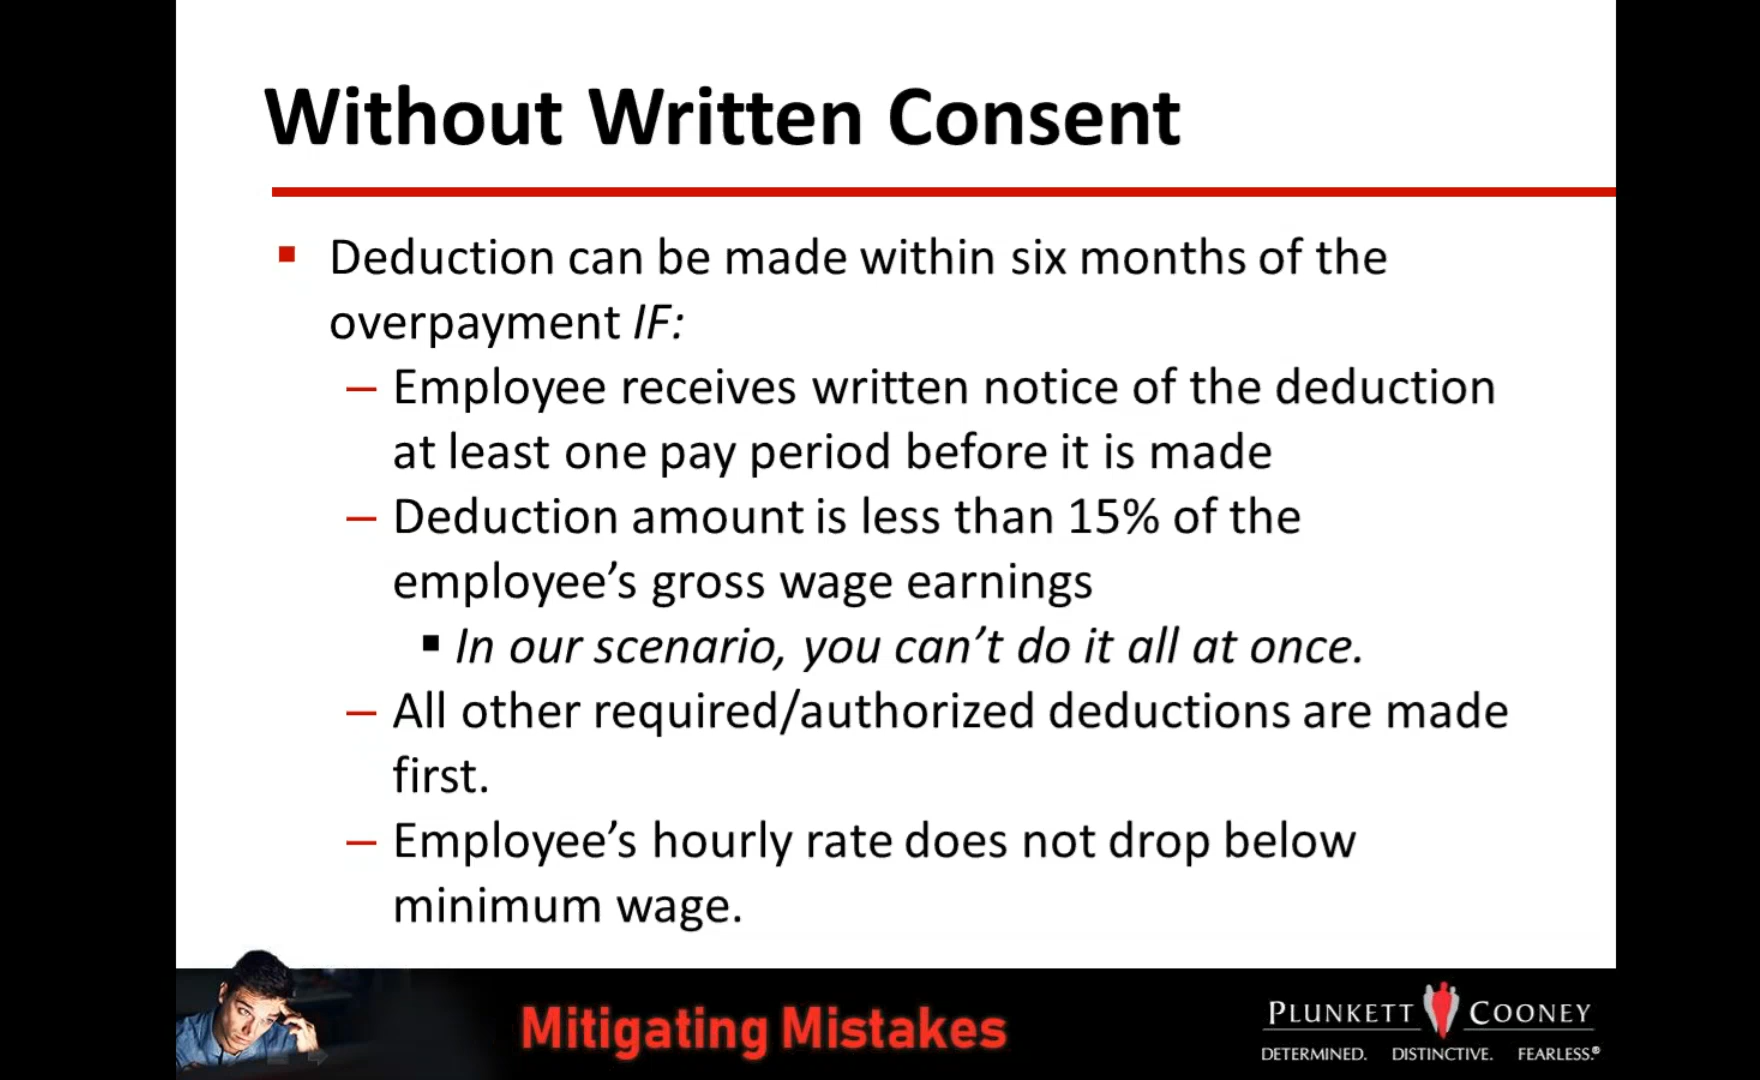 Without Written Consent
▪ Deduction can be made within six months of the
overpayment IF:
– Employee receives written notice of the deduction
at least one pay period before it is made
– Deduction amount is less than 15% of the
employee’s gross wage earnings
▪ In our scenario, you can’t do it all at once.
– All other required/authorized deductions are made
first.
– Employee’s hourly rate does not drop below
minimum wage.
Mitigating Mistakes
PLUNKETT COONEY
DETERMINED. DISTINCTIVE. FEARLESS.®